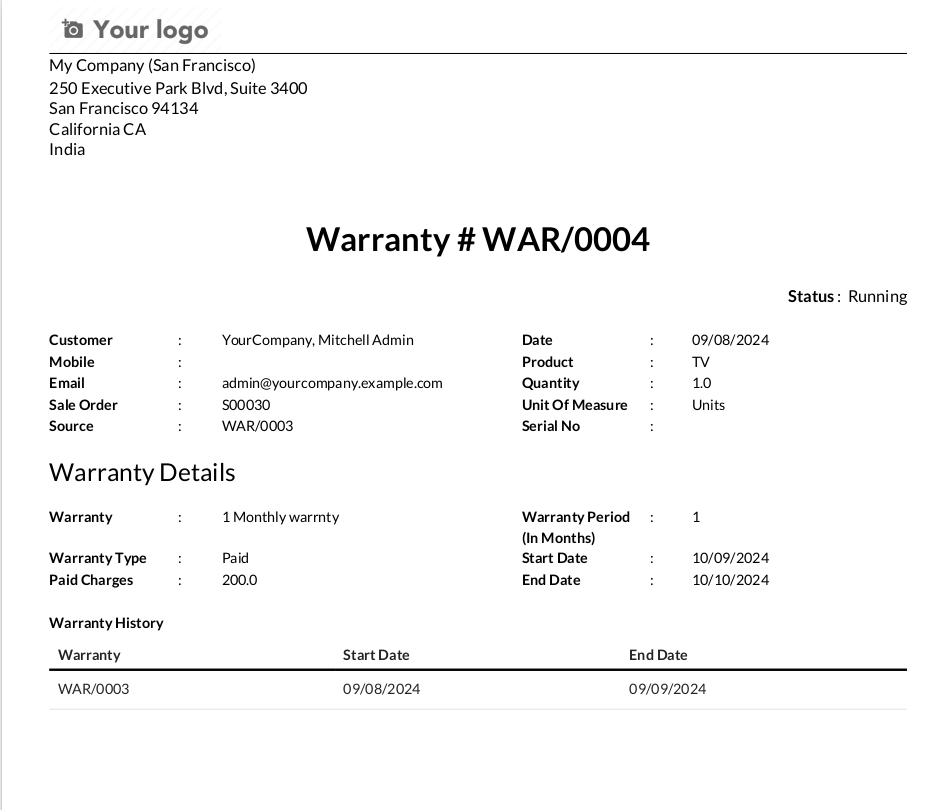 Your logo
My Company (San Francisco)
250 Executive Park Blvd, Suite 3400
San Francisco 94134
California CA
India
Warranty # WAR/0004
Status : Running
Customer : YourCompany, Mitchell Admin Date : 09/08/2024
Mobile : Product : TV
Email : admin@yourcompany.example.com Quantity : 1.0
Sale Order : S00030 Unit Of Measure : Units
Source : WAR/0003 Serial No :
Warranty Details
Warranty : 1 Monthly warrnty Warranty Period : 1
(In Months)
Warranty Type : Paid Start Date : 10/09/2024
Paid Charges : 200.0 End Date : 10/10/2024
Warranty History
Warranty Start Date End Date
WAR/0003 09/08/2024 09/09/2024